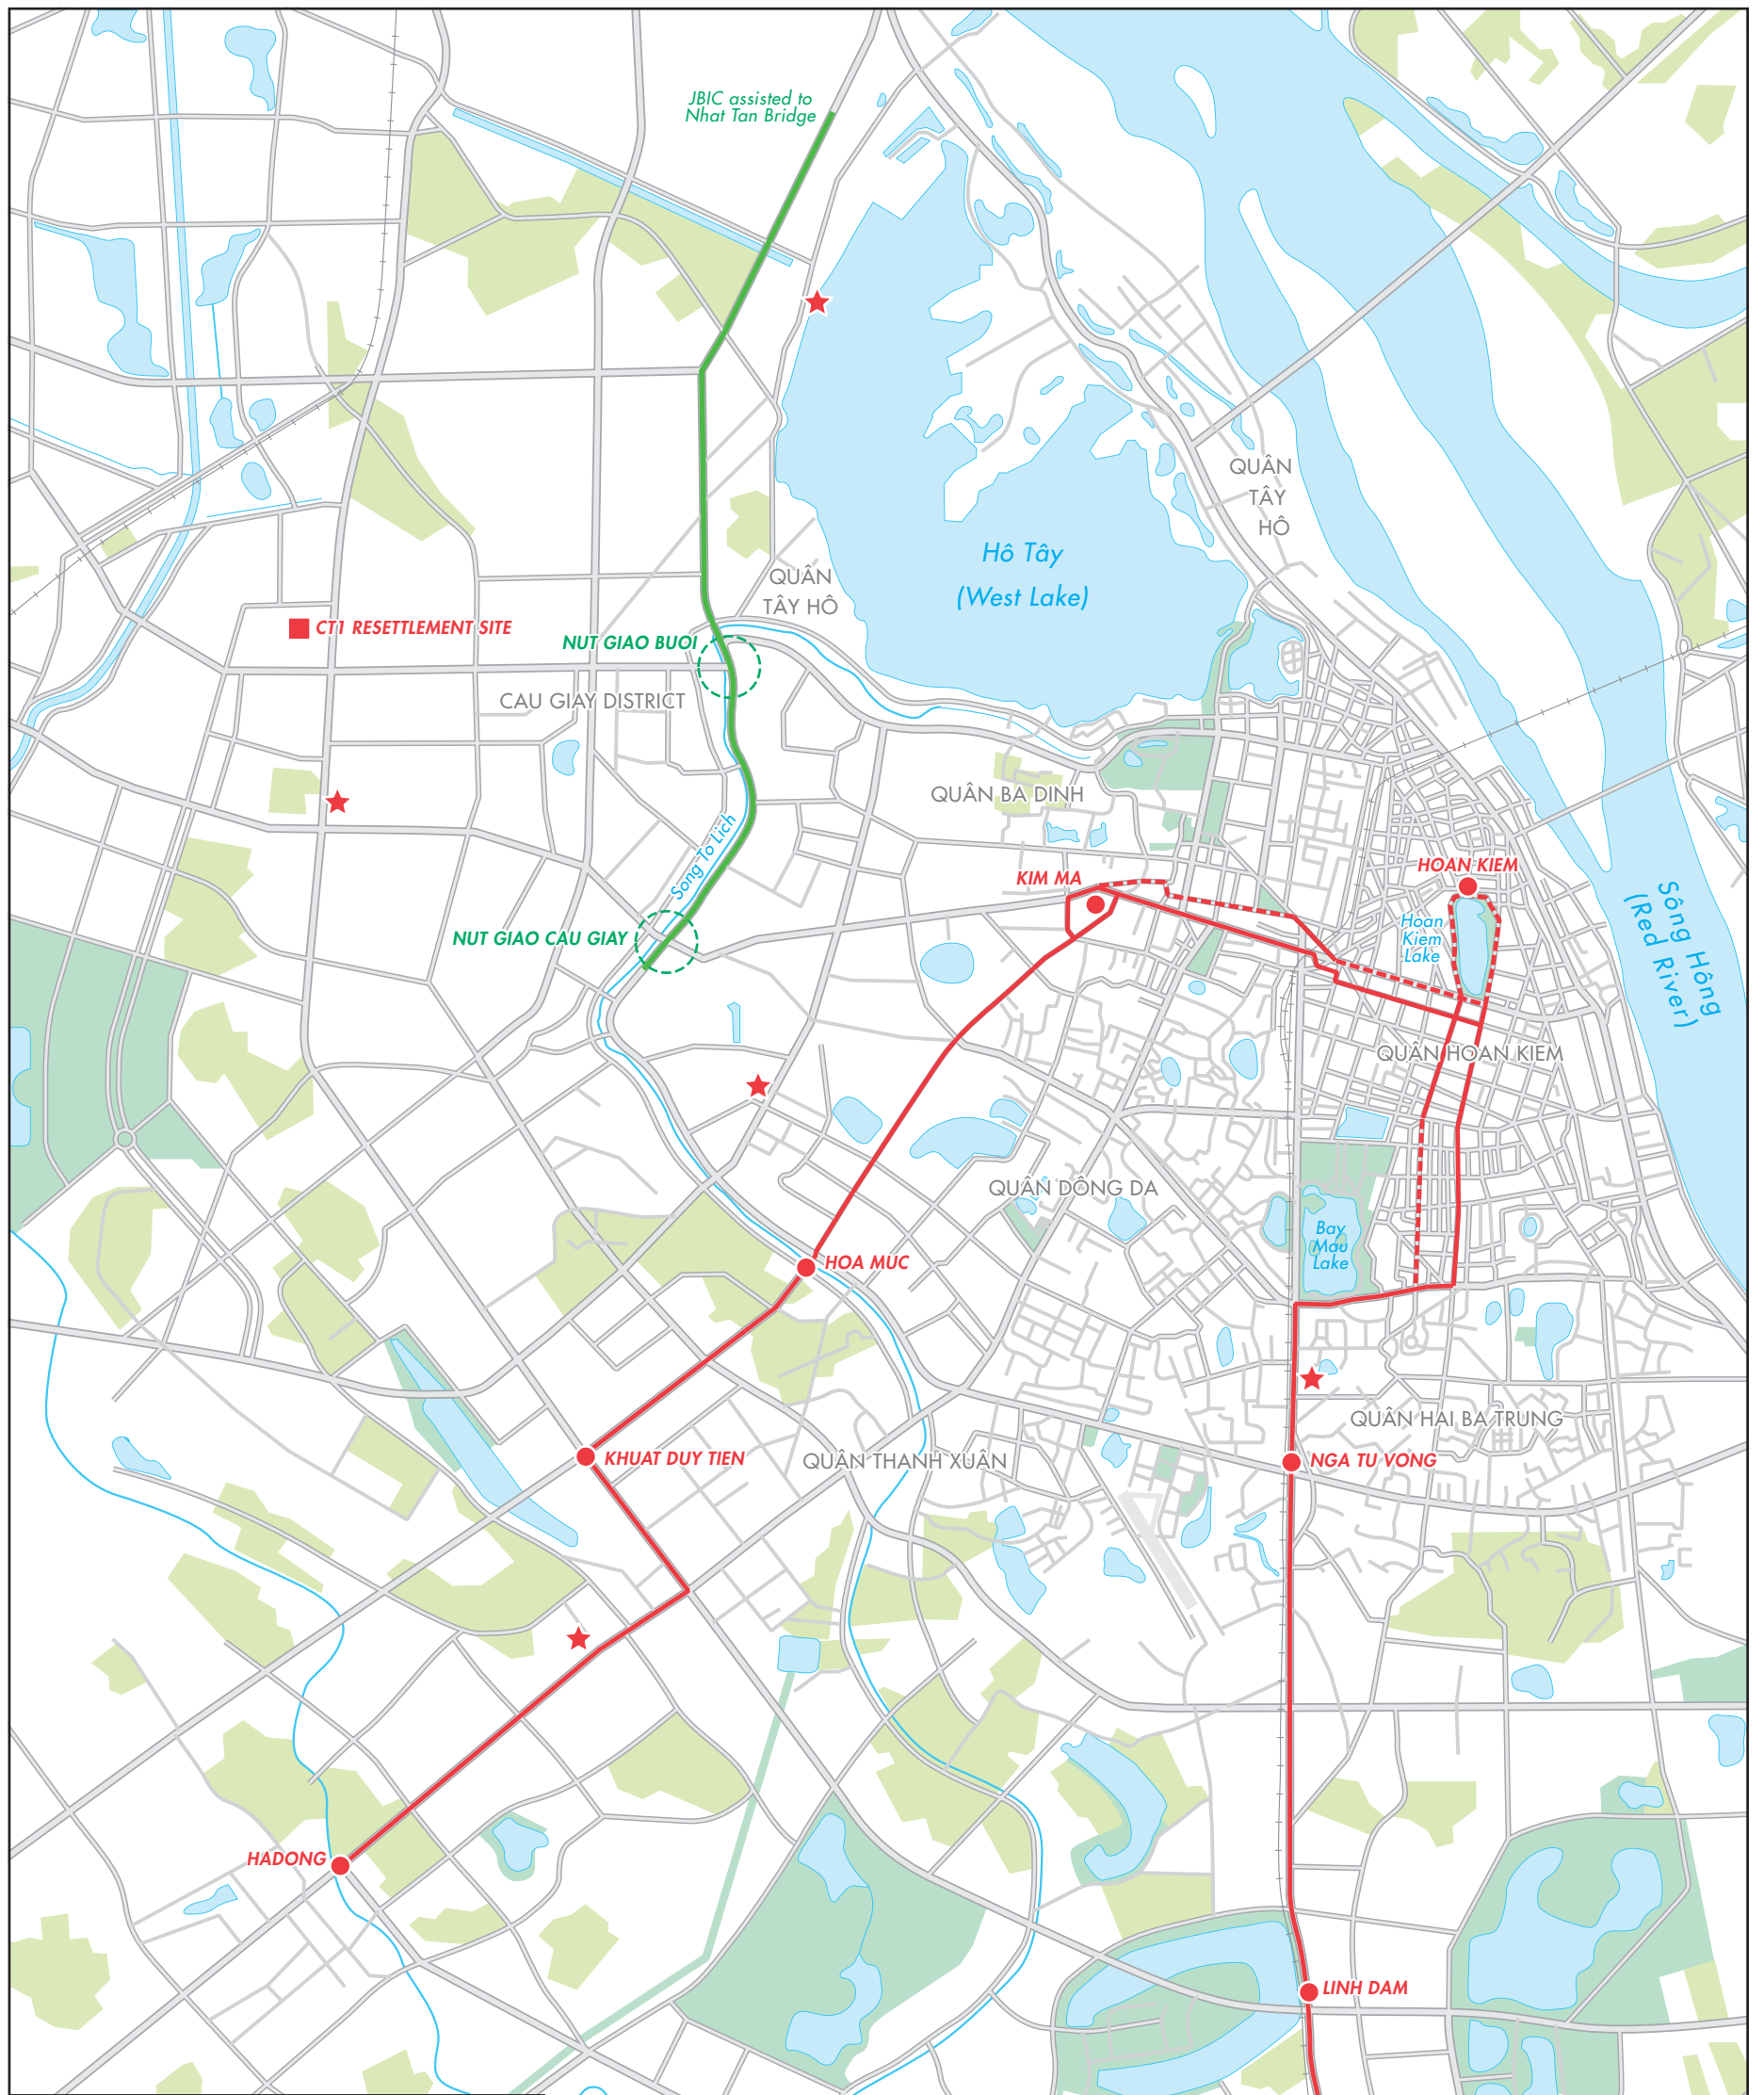 JBIC assisted to
Nhat Tan Bridge
QUÂN
TÂY
HÔ
Hô Tây
(West Lake)
QUÂN
TÂY HÔ
CT1 RESETTLEMENT SITE
NUT GIAO BUOI
CAU GIAY DISTRICT
QUÂN BA DINH
Song To Lich
HOAN KIEM
KIM MA
Hoan
Kiem
Lake
Sông Hông
(Red River)
NUT GIAO CAU GIAY
QUÂN HOAN KIEM
QUÂN DÔNG DA
Bay
Mau
Lake
HOA MUC
QUÂN HAI BA TRUNG
KHUAT DUY TIEN
QUÂN THANH XUÂN
NGA TU VONG
HADONG
LINH DAM